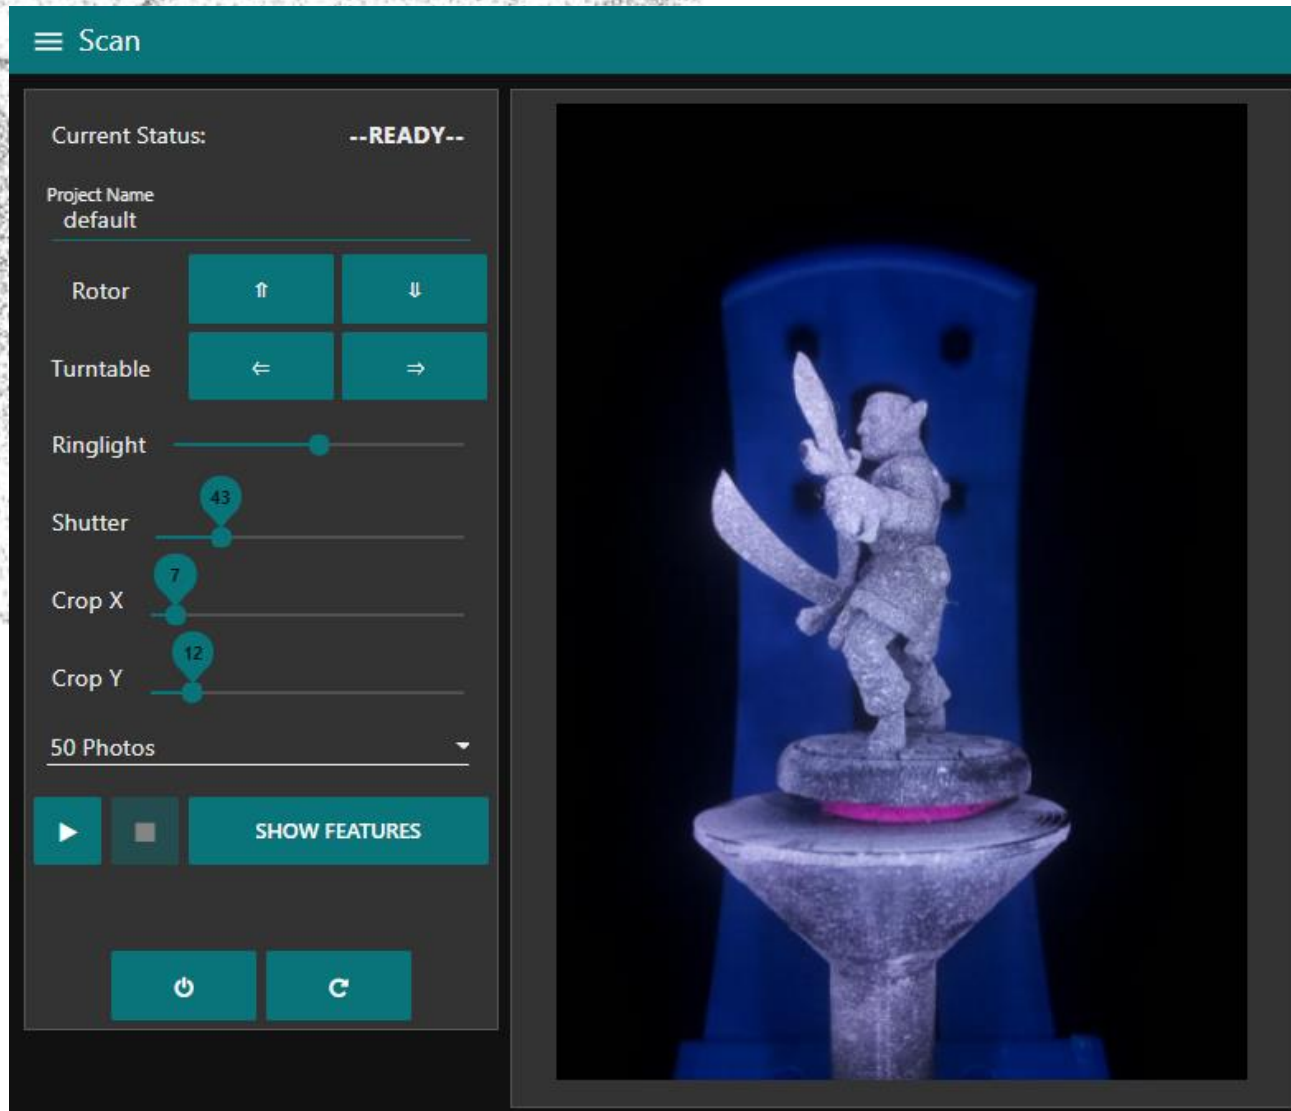 Scan
Current Status: --READY--
Project Name
default
Rotor ⇑ ⇓
Turntable ⇐ ⇒
Ringlight
43
Shutter
7
Crop X
12
Crop Y
50 Photos
SHOW FEATURES